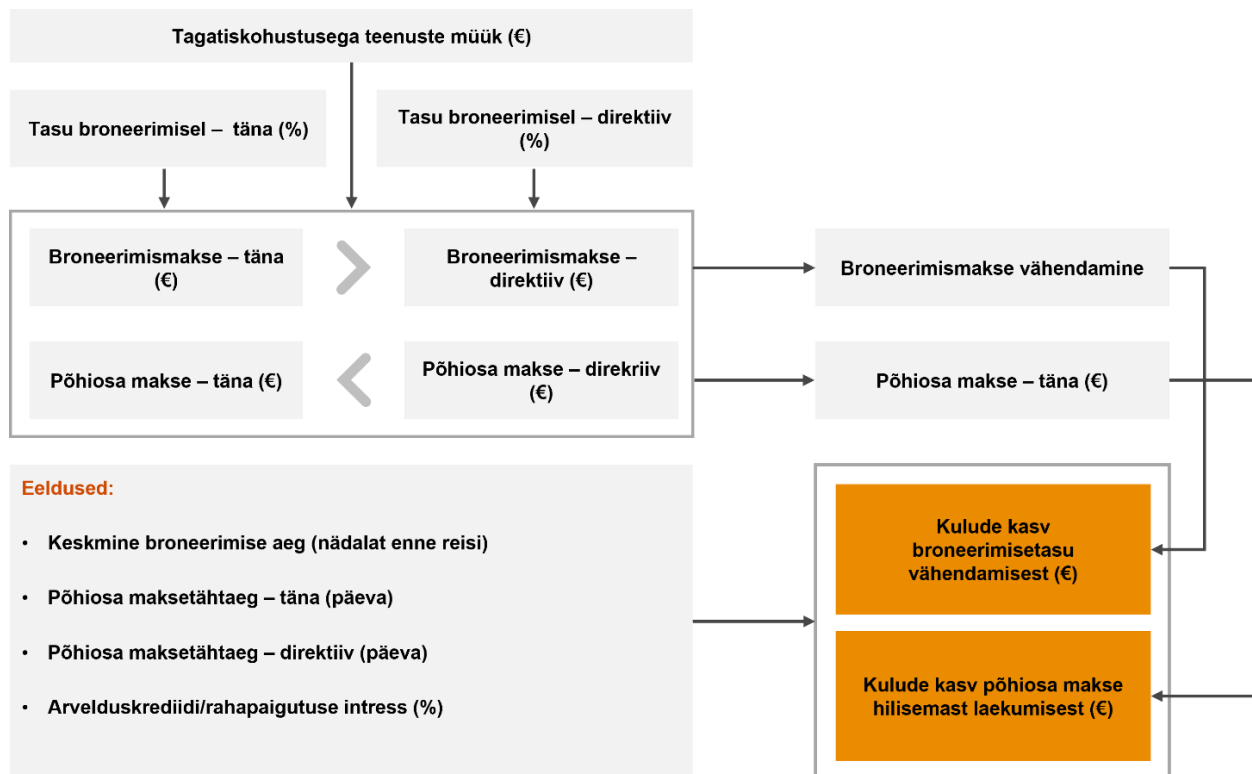 Tagatiskohustusega teenuste müük (€)
Tasu broneerimisel – täna (%)
Tasu broneerimisel – direktiiv
(%)
Broneerimismakse – täna
(€)
Broneerimismakse –
direktiiv (€)
Broneerimismakse vähendamine
Põhiosa makse – täna (€)
Põhiosa makse – direkriiv
(€)
Põhiosa makse – täna (€)
Eeldused:
• Keskmine broneerimise aeg (nädalat enne reisi)
• Põhiosa maksetähtaeg – täna (päeva)
• Põhiosa maksetähtaeg – direktiiv (päeva)
• Arvelduskrediidi/rahapaigutuse intress (%)
Kulude kasv
broneerimisetasu
vähendamisest (€)
Kulude kasv põhiosa makse
hilisemast laekumisest (€)